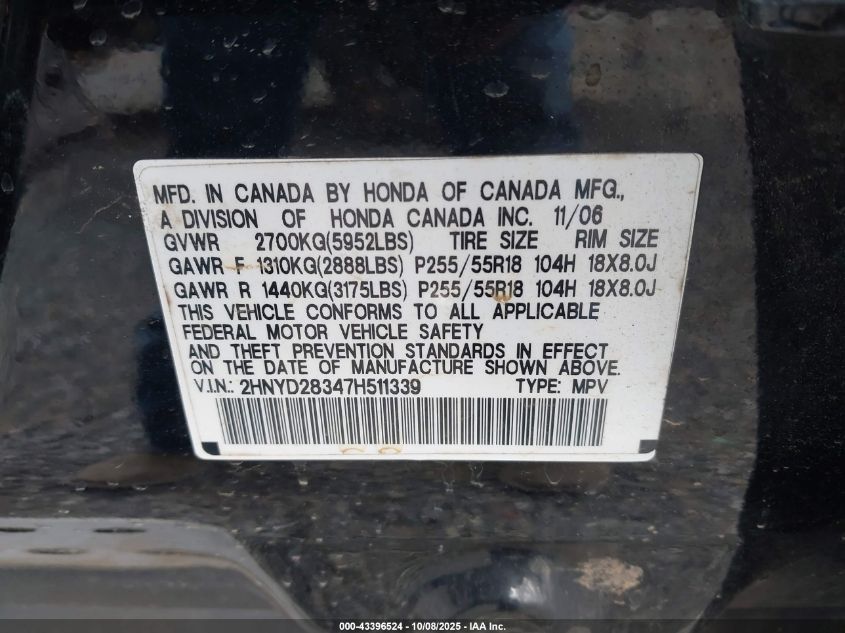 MFD. IN CANADA BY HONDA OF CANADA MFG.,
A DIVISION OF HONDA CANADA INC. 11/06
GVWR 2700KG(5952LBS) TIRE SIZE RIM SIZE
GAWR F 1310KG(2888LBS) P255/55R18 104H 18X8.0J
GAWR R 1440KG(3175LBS) P255/55R18 104H 18X8.0J
THIS VEHICLE CONFORMS TO ALL APPLICABLE
FEDERAL MOTOR VEHICLE SAFETY
AND THEFT PREVENTION STANDARDS IN EFFECT
ON THE DATE OF MANUFACTURE SHOWN ABOVE.
V.I.N.: 2HNYD28347H511339 TYPE: MPV
000-43396524 - 10/08/2025 - IAA Inc.